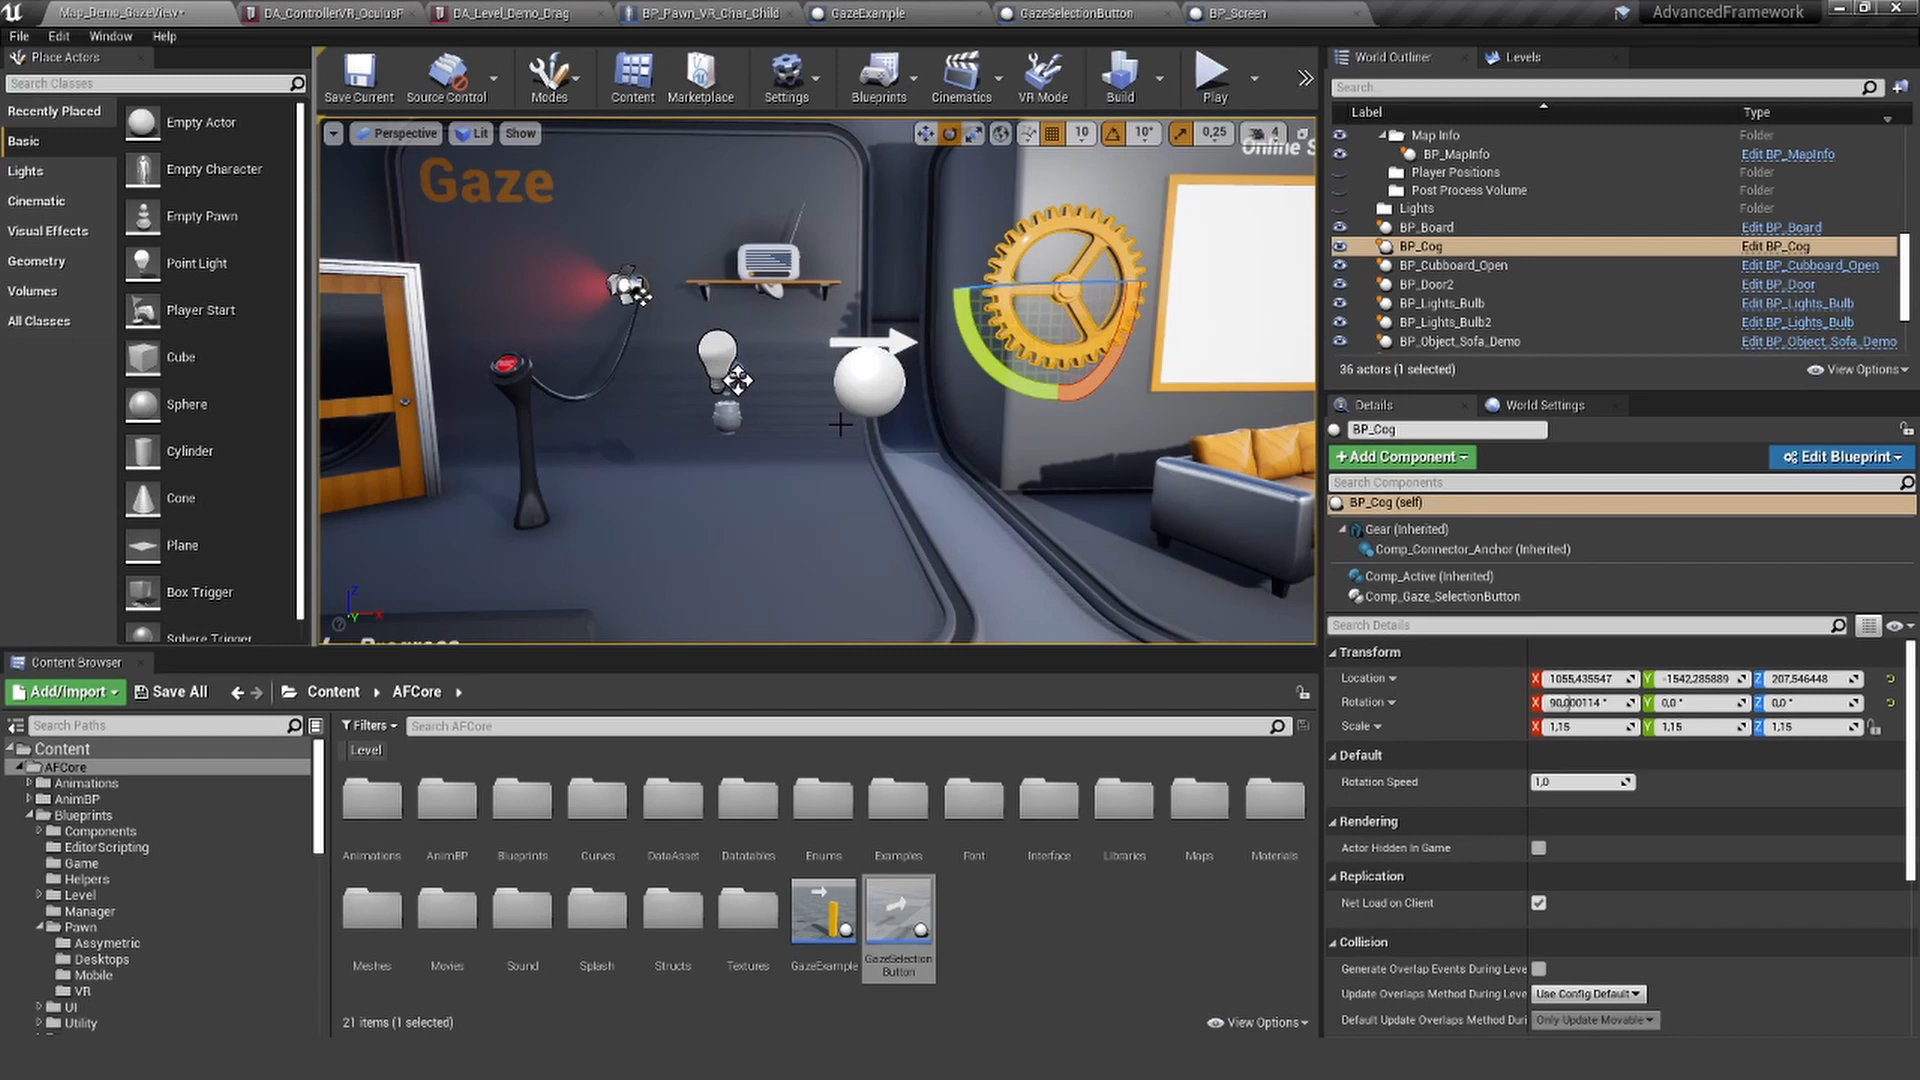 Map_Demo_GazeView•
DA_ControllerVR_OculusP
DA_Level_Demo_Drag
BP_Pawn_VR_Char_Child
GazeExample
GazeSelectionButton
BP_Screen
AdvancedFramework
File Edit Window Help
Place Actors
Search Classes
Recently Placed
Basic
Lights
Cinematic
Visual Effects
Geometry
Volumes
All Classes
Empty Actor
Empty Character
Empty Pawn
Point Light
Player Start
Cube
Sphere
Cylinder
Cone
Plane
Box Trigger
Sphere Trigger
Save Current
Source Control
Modes
Content
Marketplace
Settings
Blueprints
Cinematics
VR Mode
Build
Play
Perspective Lit Show
10 10° 0,25 4
Online S
Gaze
World Outliner
Levels
Search...
Label Type
Map Info Folder
BP_MapInfo Edit BP_MapInfo
Player Positions Folder
Post Process Volume Folder
Lights Folder
BP_Board Edit BP_Board
BP_Cog Edit BP_Cog
BP_Cubboard_Open Edit BP_Cubboard_Open
BP_Door2 Edit BP_Door
BP_Lights_Bulb Edit BP_Lights_Bulb
BP_Lights_Bulb2 Edit BP_Lights_Bulb
BP_Object_Sofa_Demo Edit BP_Object_Sofa_Demo
36 actors (1 selected)
View Options
Details
World Settings
BP_Cog
+Add Component
Edit Blueprint
Search Components
BP_Cog (self)
Gear (Inherited)
Comp_Connector_Anchor (Inherited)
Comp_Active (Inherited)
Comp_Gaze_SelectionButton
Search Details
Transform
Location X 1055,435547 Y -1542,285889 Z 207,546448
Rotation X 90,000114 ° Y 0,0 ° Z 0,0 °
Scale X 1,15 Y 1,15 Z 1,15
Default
Rotation Speed 1,0
Rendering
Actor Hidden In Game
Replication
Net Load on Client
Collision
Generate Overlap Events During Leve
Update Overlaps Method During Leve Use Config Default
Default Update Overlaps Method Duri Only Update Movable
Content Browser
Add/Import
Save All
Content
AFCore
Search Paths
Filters
Search AFCore
Level
Content
AFCore
Animations
AnimBP
Blueprints
Components
EditorScripting
Game
Helpers
Level
Manager
Pawn
Assymetric
Desktops
Mobile
VR
UI
Utility
Animations AnimBP Blueprints Curves DataAsset Datatables Enums Examples Font Interface Libraries Maps Materials
Meshes Movies Sound Splash Structs Textures GazeExample GazeSelection
Button
21 items (1 selected)
View Options